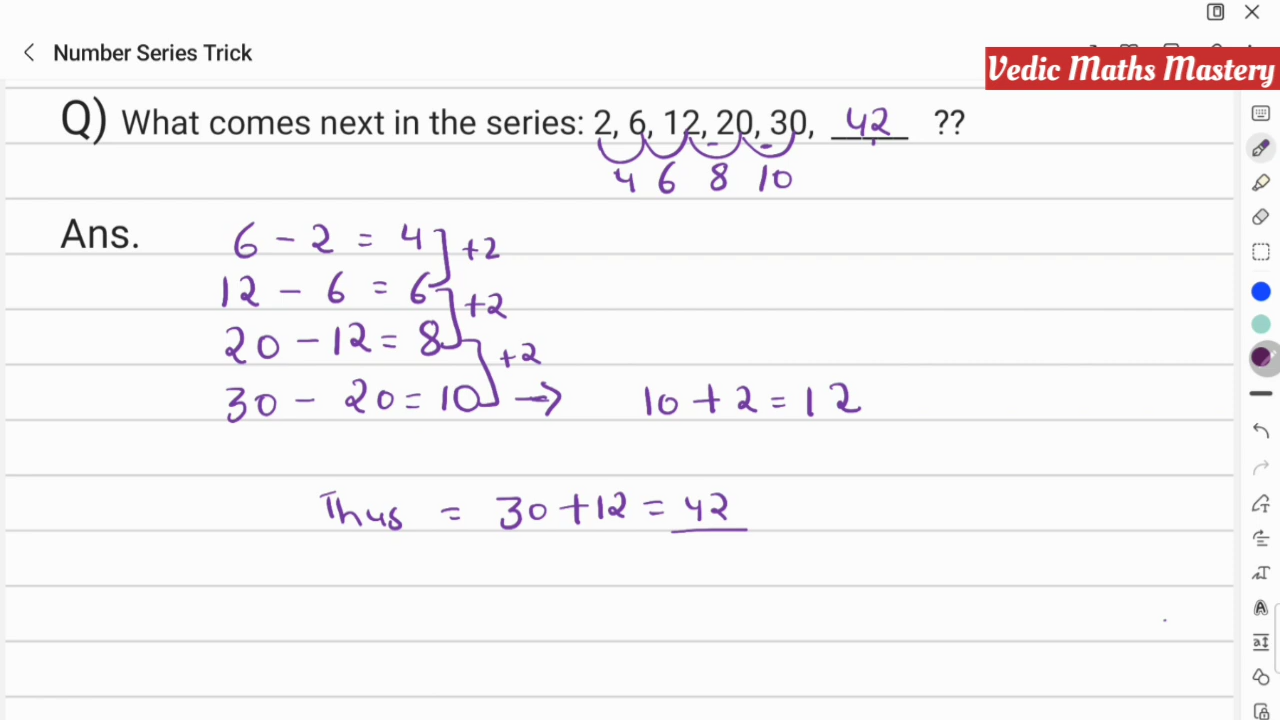 Number Series Trick
Vedic Maths Mastery
Q) What comes next in the series: 2, 6, 12, 20, 30, 42 ??
4 6 8 10
Ans. 6 - 2 = 4 +2
12 - 6 = 6 +2
20 - 12 = 8 +2
30 - 20 = 10 → 10 + 2 = 12
Thus = 30 + 12 = 42